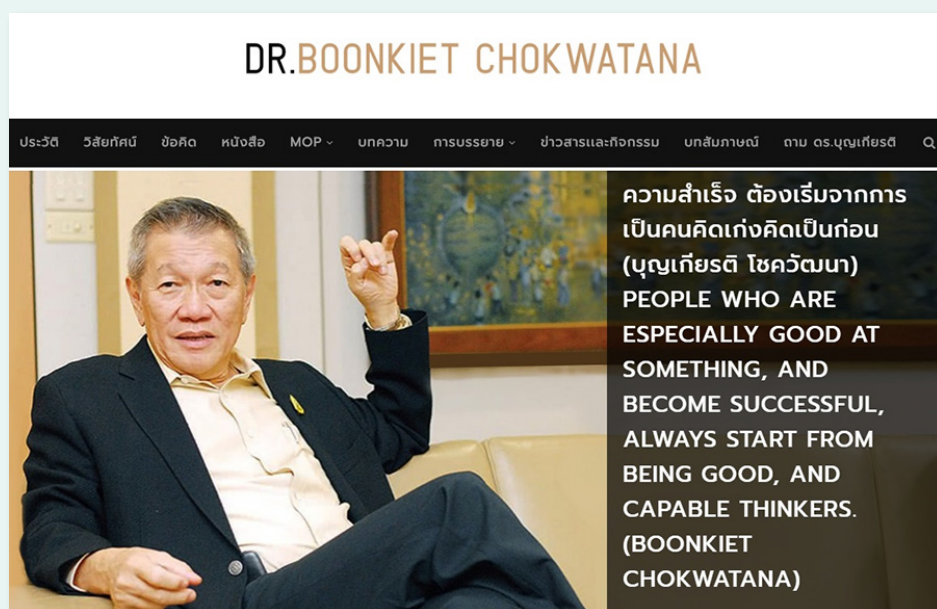 DR.BOONKIET CHOKWATANA
ประวัติ วิสัยทัศน์ ข้อคิด หนังสือ MOP บทความ การบรรยาย ข่าวสารและกิจกรรม บทสัมภาษณ์ ถาม ดร.บุญเกียรติ
ความสำเร็จ ต้องเริ่มจากการ
เป็นคนคิดเก่งคิดเป็นก่อน
(บุญเกียรติ โชควัฒนา)
PEOPLE WHO ARE
ESPECIALLY GOOD AT
SOMETHING, AND
BECOME SUCCESSFUL,
ALWAYS START FROM
BEING GOOD, AND
CAPABLE THINKERS.
(BOONKIET
CHOKWATANA)